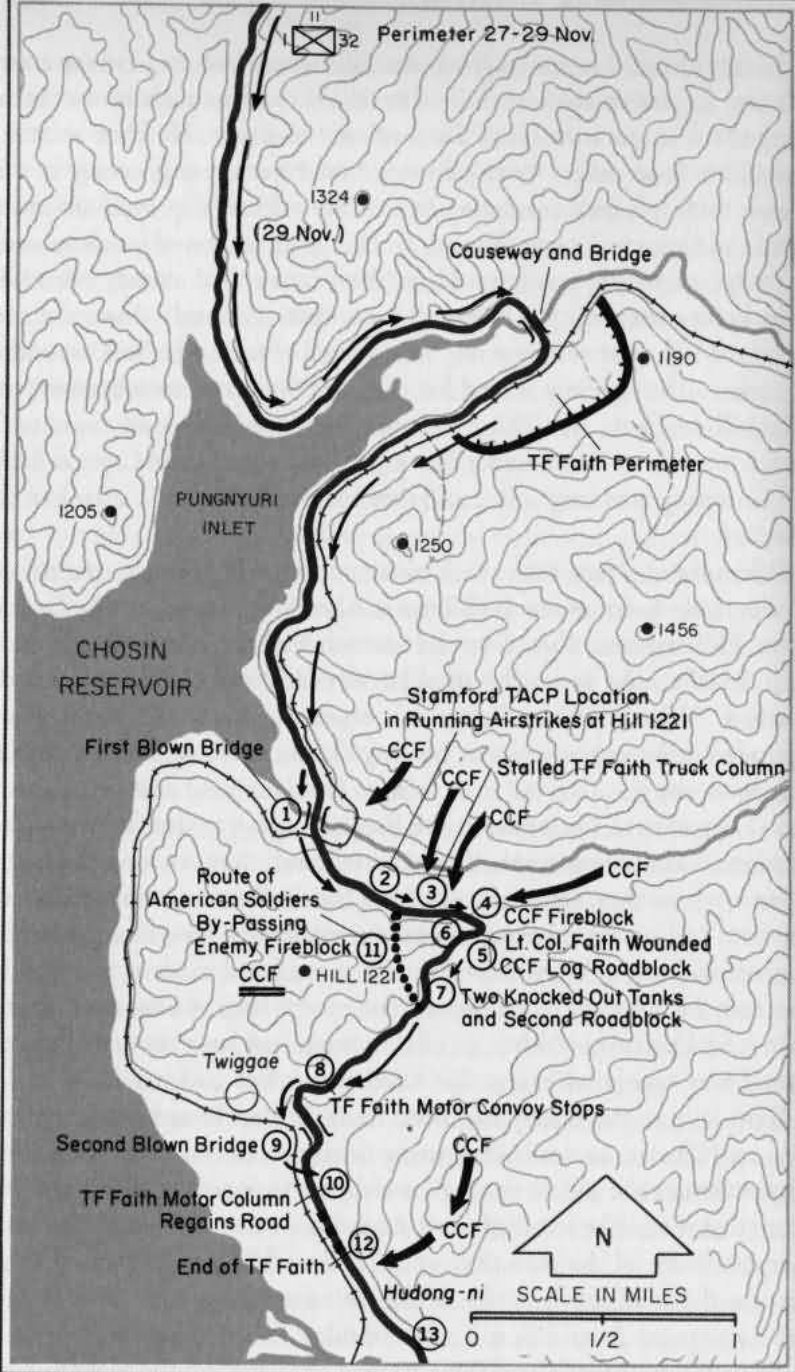 11
1 32 Perimeter 27-29 Nov.
1324
(29 Nov.)
Causeway and Bridge
1190
TF Faith Perimeter
PUNGNYURI
INLET
1205
1250
1456
CHOSIN
RESERVOIR
Stamford TACP Location
in Running Airstrikes at Hill 1221
First Blown Bridge
CCF
CCF
Stalled TF Faith Truck Column
CCF
1
2
3
4
CCF
CCF Fireblock
Route of
American Soldiers
By-Passing
Enemy Fireblock
11
6
Lt. Col. Faith Wounded
5
CCF Log Roadblock
CCF
HILL 1221
7
Two Knocked Out Tanks
and Second Roadblock
8
Twiggae
TF Faith Motor Convoy Stops
Second Blown Bridge
9
CCF
10
TF Faith Motor Column
Regains Road
CCF
12
End of TF Faith
N
Hudong-ni
SCALE IN MILES
13
0 1/2 1